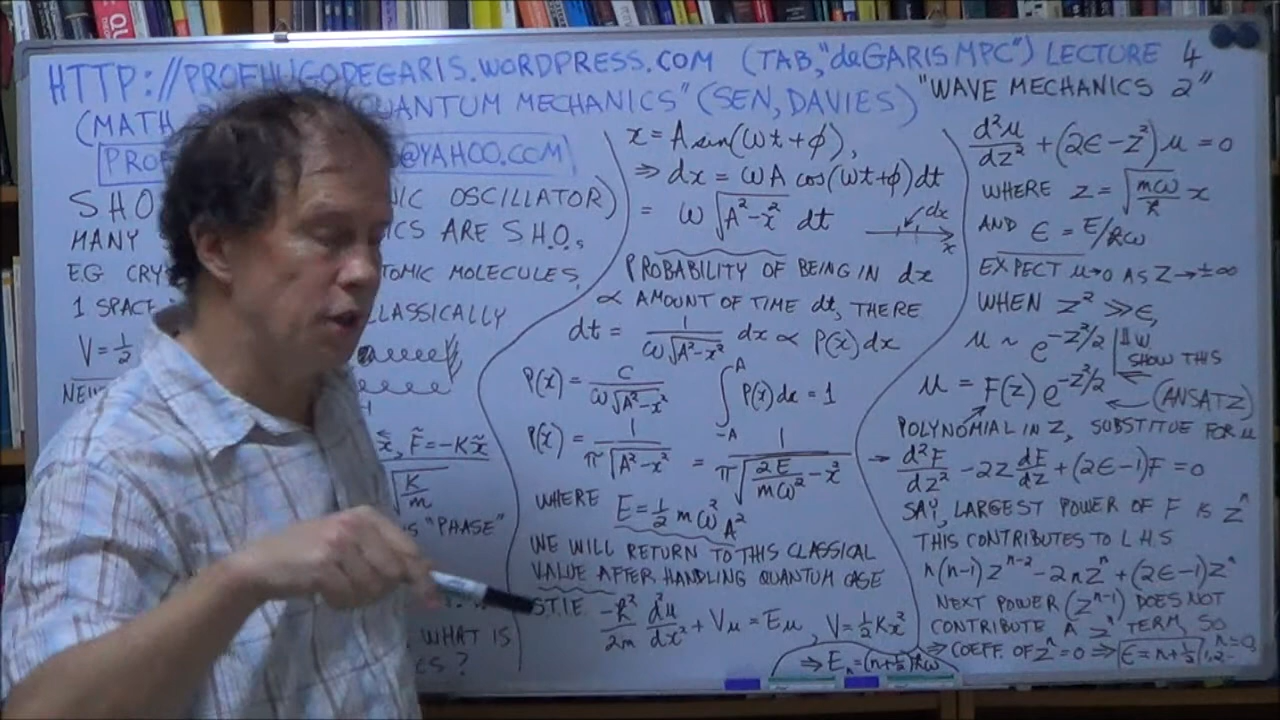 HTTP://PROFHUGODEGARIS.WORDPRESS.COM (TAB,"deGARIS MPC") LECTURE 4
(MATH QUANTUM MECHANICS" (SEN, DAVIES) "WAVE MECHANICS 2"
PROF @YAHOO.COM
S.H.O IC OSCILLATOR)
MANY ICS ARE S.H.O.
E.G CRY TOMIC MOLECULES,
1 SPACE CLASSICALLY
V = 1/2
NEW
x̃, F̃ = -Kx̃
√(K/m)
IS "PHASE"
WHAT IS
CS?
x = A sin(ωt + φ),
⇒ dx = ωA cos(ωt+φ)dt
= ω√(A²-x²) dt
dx
x
PROBABILITY OF BEING IN dx
∝ AMOUNT OF TIME dt, THERE
dt = 1/(ω√(A²-x²)) dx ∝ P(x)dx
P(x) = C/(ω√(A²-x²)) ∫_{-A}^{A} P(x)dx = 1
P(x) = 1/(π√(A²-x²)) = 1/(π√(2E/(mω²) - x²))
WHERE E = 1/2 mω²A²
WE WILL RETURN TO THIS CLASSICAL
VALUE AFTER HANDLING QUANTUM CASE
STIE -ℏ²/2m d²u/dx² + Vu = Eu, V = 1/2 Kx²
⇒ E_n = (n+1/2)ℏω
d²u/dz² + (2ϵ - z²)u = 0
WHERE z = √(mω/ℏ) x
AND ϵ = E/ℏω
EXPECT u→0 AS z→±∞
WHEN z² ≫ ϵ,
u ~ e^{-z²/2} ⇓ W
SHOW THIS
u = F(z) e^{-z²/2} (ANSATZ)
POLYNOMIAL IN Z, SUBSTITUE FOR u
→ d²F/dz² - 2z dF/dz + (2ϵ-1)F = 0
SAY, LARGEST POWER OF F IS zⁿ
THIS CONTRIBUTES TO L.H.S
n(n-1)z^{n-2} - 2nzⁿ + (2ϵ-1)zⁿ
NEXT POWER (z^{n-1}) DOES NOT
CONTRIBUTE A zⁿ TERM, SO
⇒ COEFF. OF zⁿ = 0 ⇒ ϵ = n+1/2, n=0,
1,2..